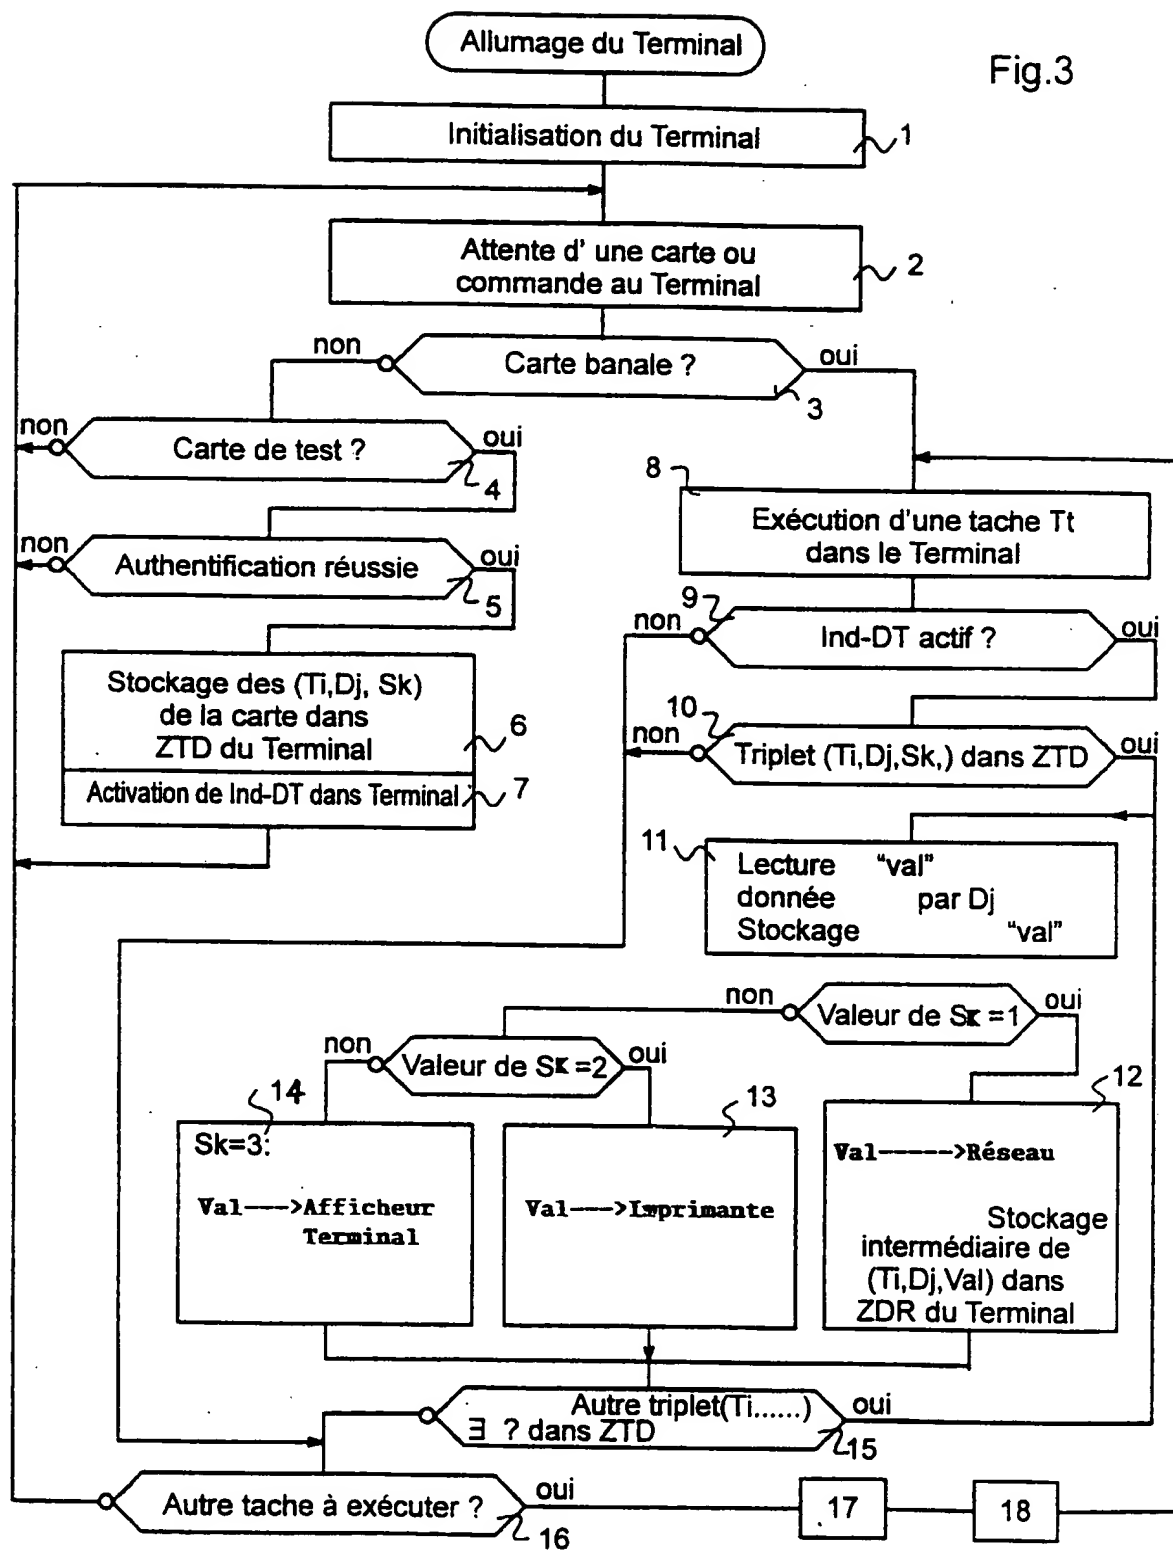 Allumage du Terminal
Fig.3
Initialisation du Terminal
1
Attente d' une carte ou
commande au Terminal
2
non
Carte banale ?
oui
3
non
Carte de test ?
oui
4
8
Exécution d'une tache Tt
dans le Terminal
non
Authentification réussie
oui
5
9
non
Ind-DT actif ?
oui
Stockage des (Ti,Dj, Sk)
de la carte dans
ZTD du Terminal
6
Activation de Ind-DT dans Terminal
7
10
non
Triplet (Ti,Dj,Sk,) dans ZTD
oui
11
Lecture "val"
donnée par Dj
Stockage "val"
non
Valeur de SK =1
oui
non
Valeur de SK =2
oui
14
Sk=3:
Val--->Afficheur
Terminal
13
Val--->Imprimante
12
Val----->Réseau
Stockage
intermédiaire de
(Ti,Dj,Val) dans
ZDR du Terminal
Autre triplet(Ti......)
∃ ? dans ZTD
oui
15
Autre tache à exécuter ?
oui
16
17
18